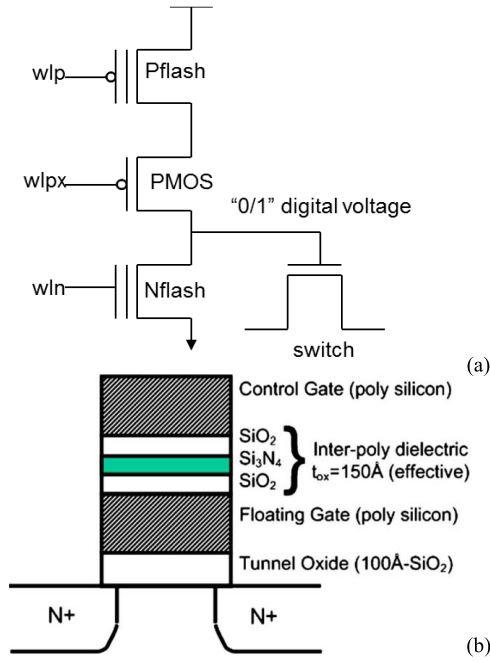 wlp
Pflash
wlpx
PMOS
"0/1" digital voltage
wln
Nflash
switch
(a)
Control Gate (poly silicon)
SiO₂
Si₃N₄
SiO₂
Inter-poly dielectric
tₒₓ=150Å (effective)
Floating Gate (poly silicon)
Tunnel Oxide (100Å-SiO₂)
N+
N+
(b)